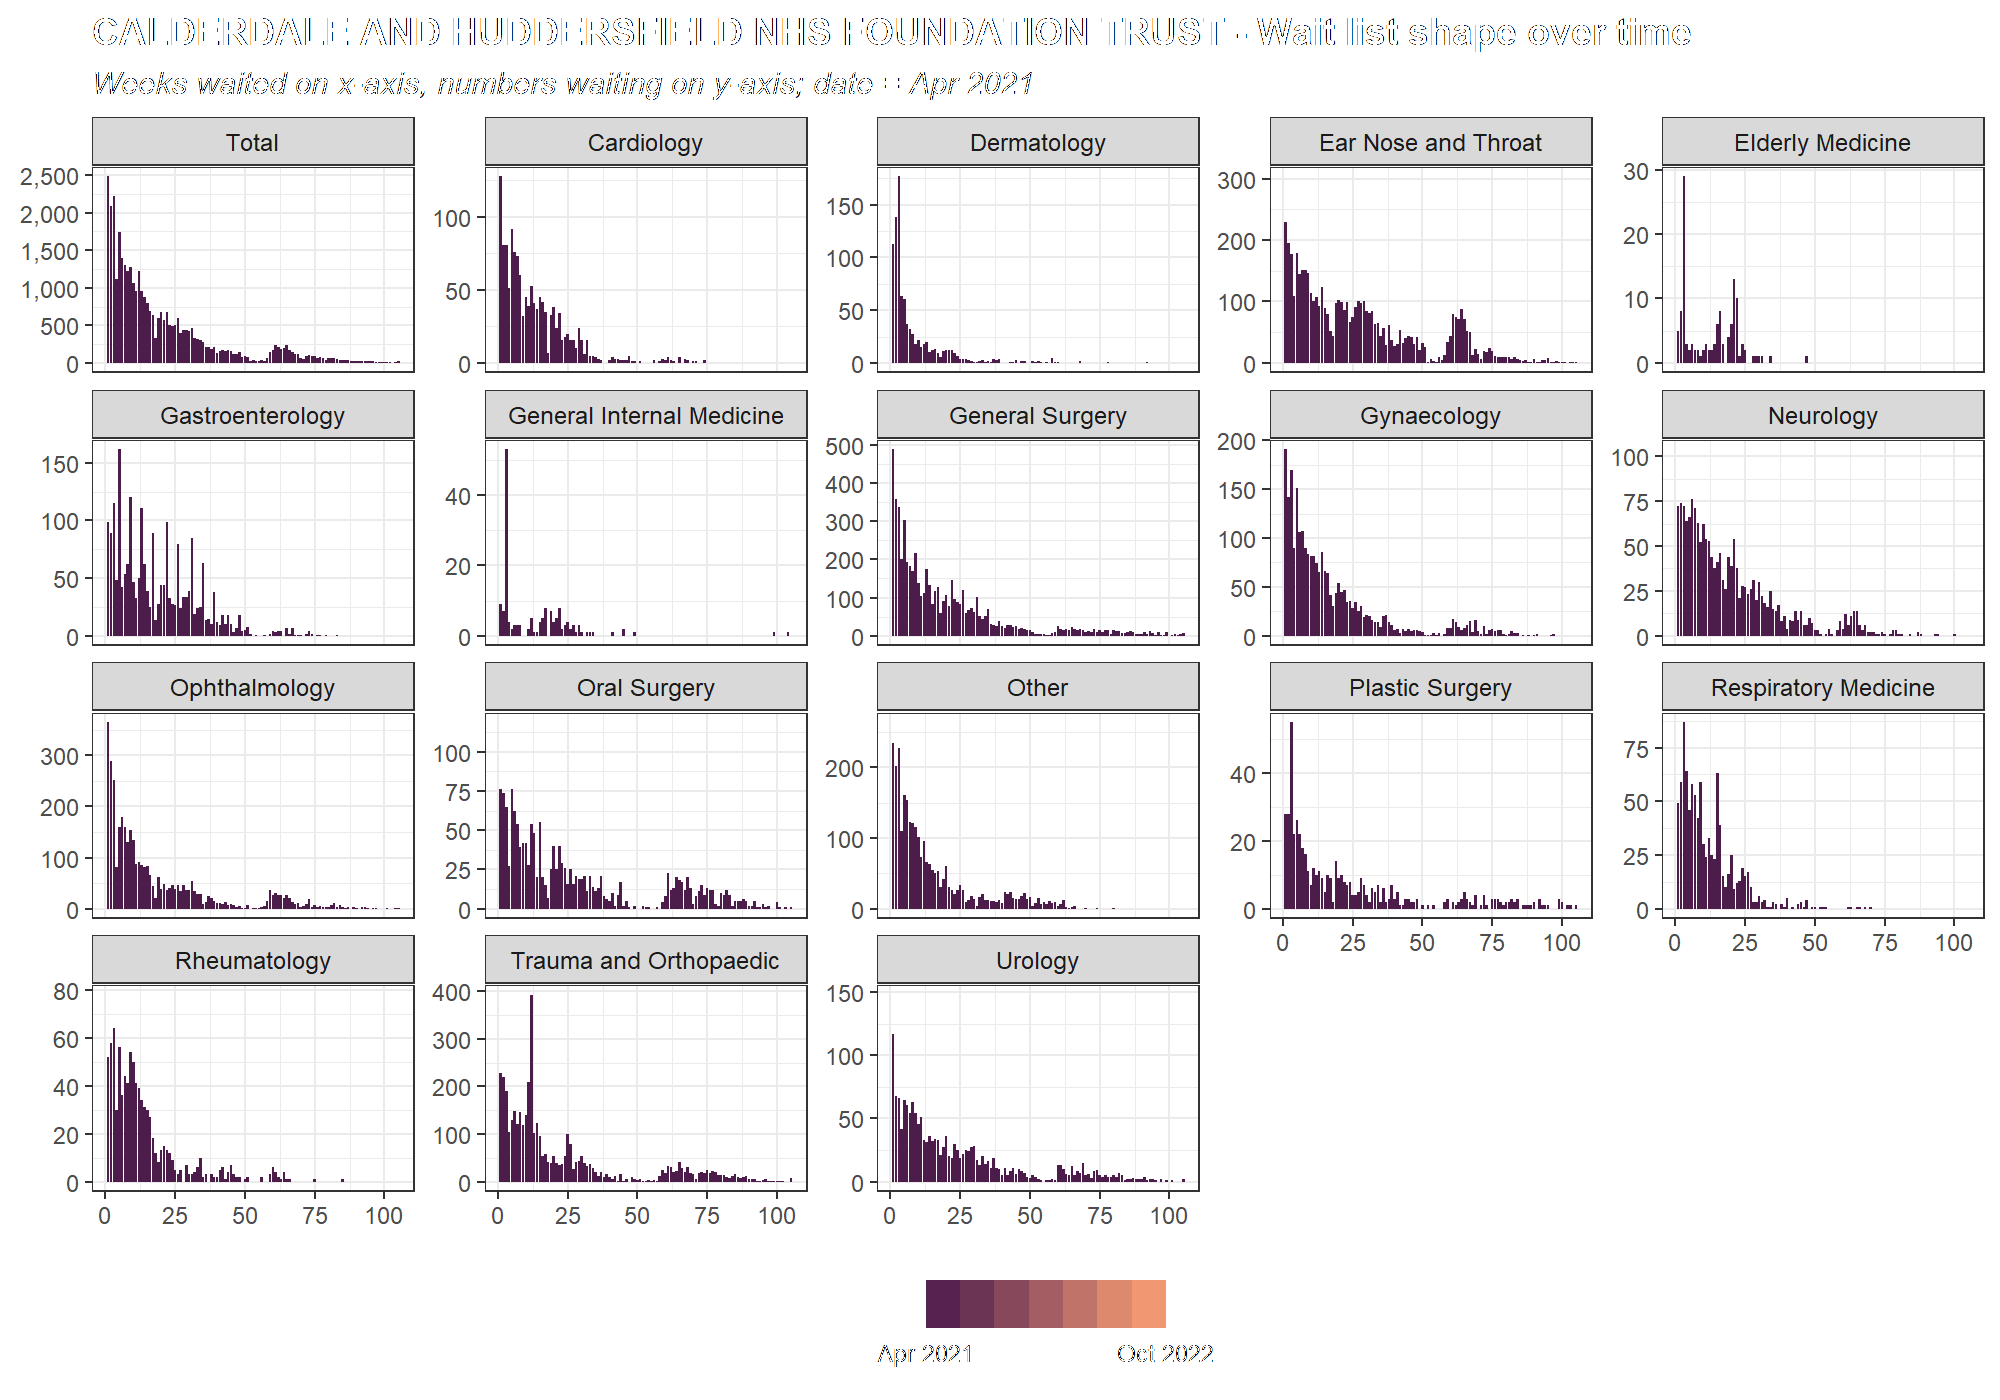 CALDERDALE AND HUDDERSFIELD NHS FOUNDATION TRUST - Wait list shape over time
Weeks waited on x-axis, numbers waiting on y-axis; date = Apr 2021
Total
Cardiology
Dermatology
Ear Nose and Throat
Elderly Medicine
2,500
2,000
1,500
1,000
500
0
100
50
0
150
100
50
0
300
200
100
0
30
20
10
0
Gastroenterology
General Internal Medicine
General Surgery
Gynaecology
Neurology
150
100
50
0
40
20
0
500
400
300
200
100
0
200
150
100
50
0
100
75
50
25
0
Ophthalmology
Oral Surgery
Other
Plastic Surgery
Respiratory Medicine
300
200
100
0
100
75
50
25
0
200
100
0
40
20
0
75
50
25
0
0 25 50 75 100
0 25 50 75 100
Rheumatology
Trauma and Orthopaedic
Urology
80
60
40
20
0
400
300
200
100
0
150
100
50
0
0 25 50 75 100
0 25 50 75 100
0 25 50 75 100
Apr 2021
Oct 2022